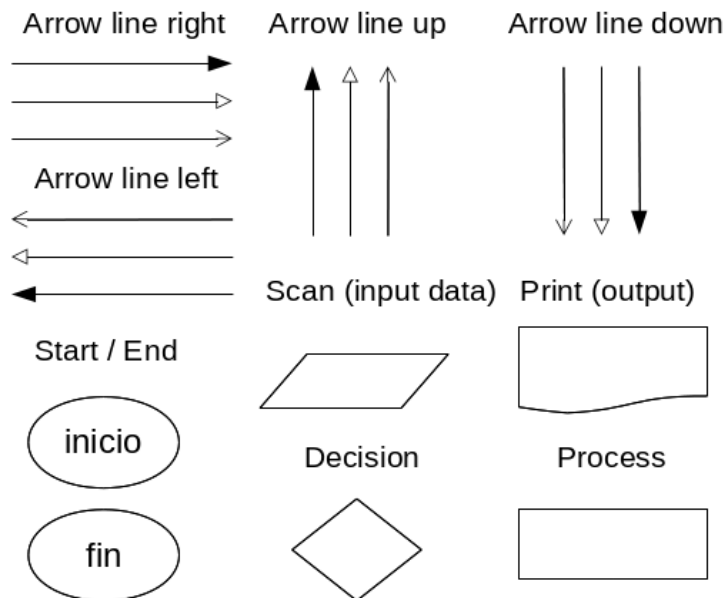 Arrow line right
Arrow line up
Arrow line down
Arrow line left
Scan (input data)
Print (output)
Start / End
inicio
Decision
Process
fin